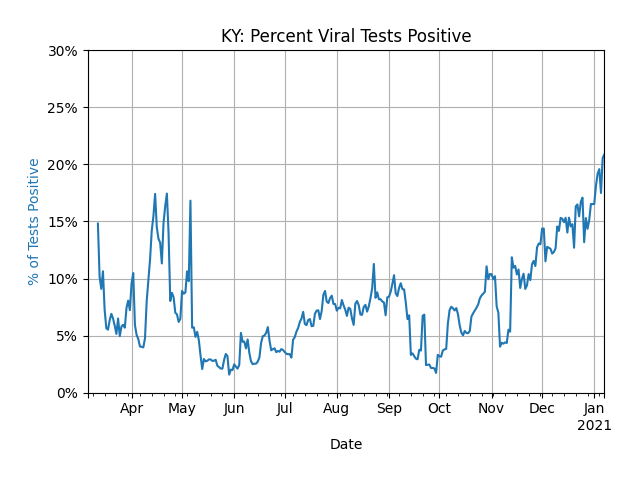 KY: Percent Viral Tests Positive
30%
25%
20%
15%
10%
5%
0%
% of Tests Positive
Apr May Jun Jul Aug Sep Oct Nov Dec Jan
2021
Date